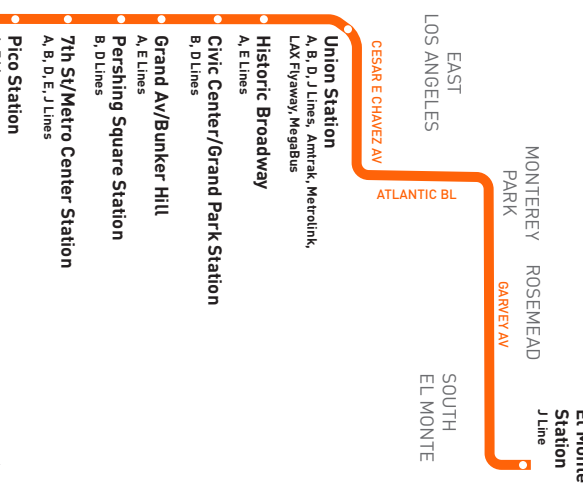 EAST
LOS ANGELES
MONTEREY
PARK
ROSEMEAD
SOUTH
EL MONTE
CESAR E CHAVEZ AV
ATLANTIC BL
GARVEY AV
El Monte
Station
J Line
Union Station
A, B, D, J Lines, Amtrak, Metrolink,
LAX Flyaway, MegaBus
Historic Broadway
A, E Lines
Civic Center/Grand Park Station
B, D Lines
Grand Av/Bunker Hill
A, E Lines
Pershing Square Station
B, D Lines
7th St/Metro Center Station
A, B, D, E, J Lines
Pico Station